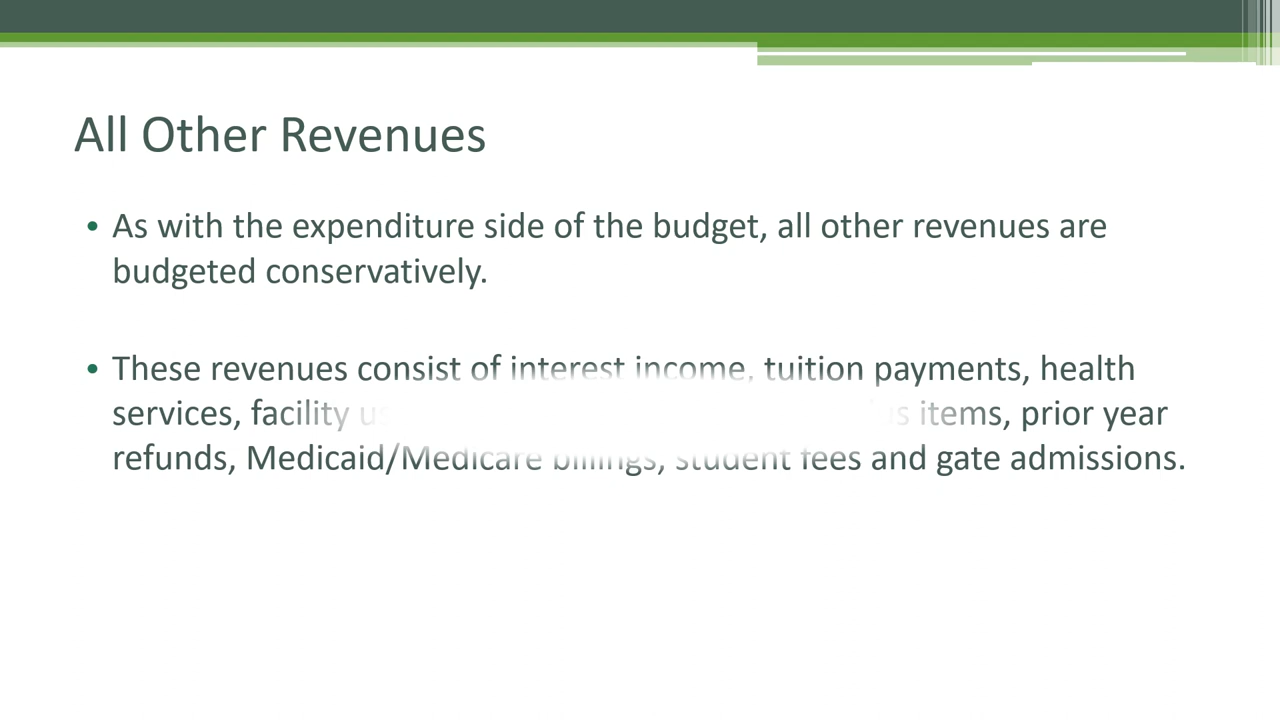 All Other Revenues
• As with the expenditure side of the budget, all other revenues are
budgeted conservatively.
• These revenues consist of interest income, tuition payments, health
services, facility items, prior year
refunds, Medicaid/Medicare billings, student fees and gate admissions.